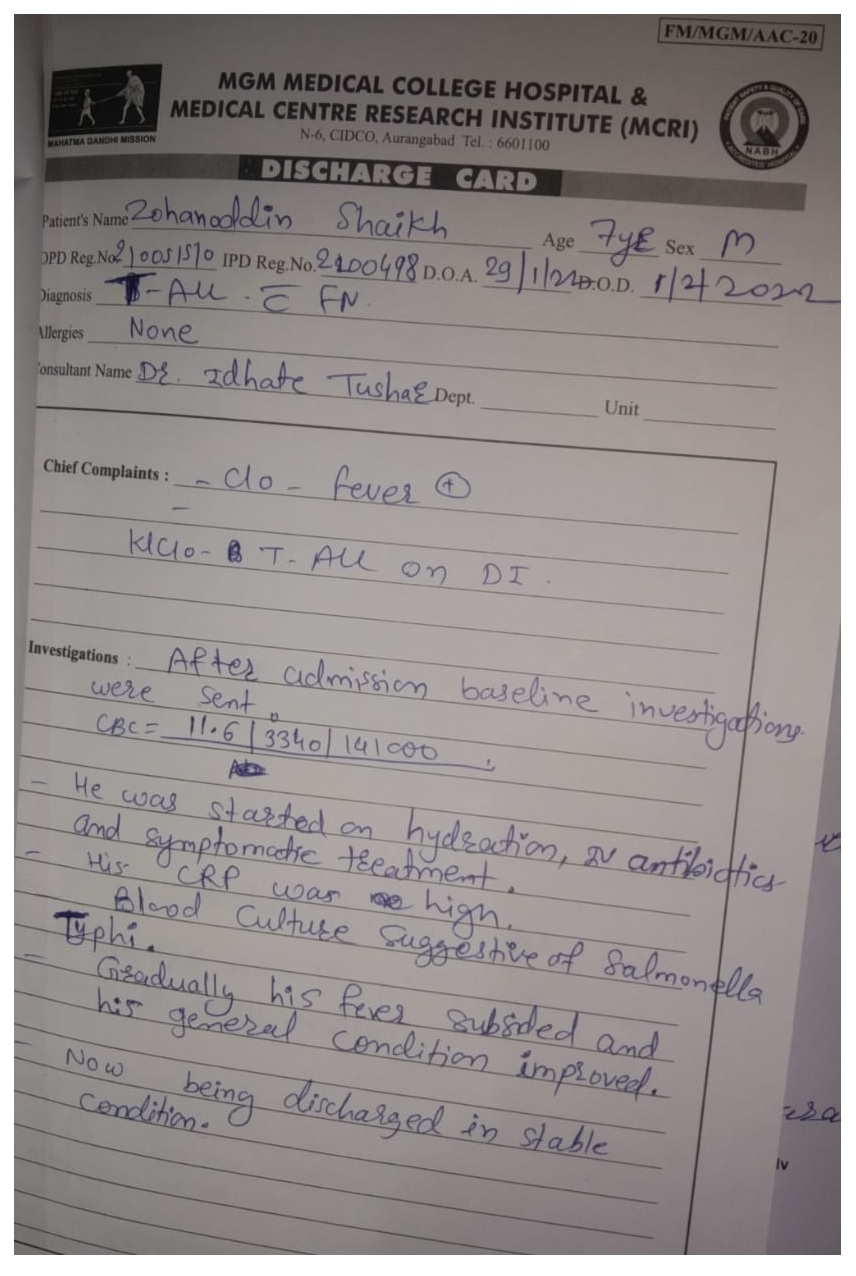 FM/MGM/AAC-20
MGM MEDICAL COLLEGE HOSPITAL &
MEDICAL CENTRE RESEARCH INSTITUTE (MCRI)
N-6, CIDCO, Aurangabad Tel. : 6601100
MAHATMA GANDHI MISSION
NABH
DISCHARGE CARD
Patient's Name Zohanoddin Shaikh Age 7yr Sex M
OPD Reg.No. IPD Reg.No. 2100498 D.O.A. 29/1/22 D.O.D. 1/2/2022
Diagnosis T-ALL . c̄ FN.
Allergies None
Consultant Name Dr. Idhate Tushar Dept. Unit
Chief Complaints : - C/o - fever +
-
K/C/o - T-ALL on DI .
Investigations : After admission baseline investigations
were sent.
CBC = 11.6 / 3340 / 141000 .
- He was started on hydration, IV antibioitics
and symptomatic treatment.
- His CRP was high.
Blood Culture suggestive of Salmonella
Typhi.
- Gradually his fever subsided and
his general condition improved.
- Now being discharged in stable
condition.
iv